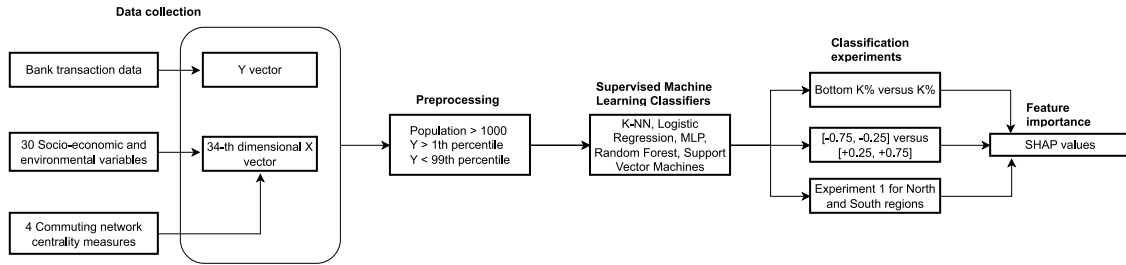 Data collection
Bank transaction data
Y vector
30 Socio-economic and
environmental variables
34-th dimensional X
vector
4 Commuting network
centrality measures
Preprocessing
Population > 1000
Y > 1th percentile
Y < 99th percentile
Supervised Machine
Learning Classifiers
K-NN, Logistic
Regression, MLP,
Random Forest, Support
Vector Machines
Classification
experiments
Bottom K% versus K%
[-0.75, -0.25] versus
[+0.25, +0.75]
Experiment 1 for North
and South regions
Feature
importance
SHAP values